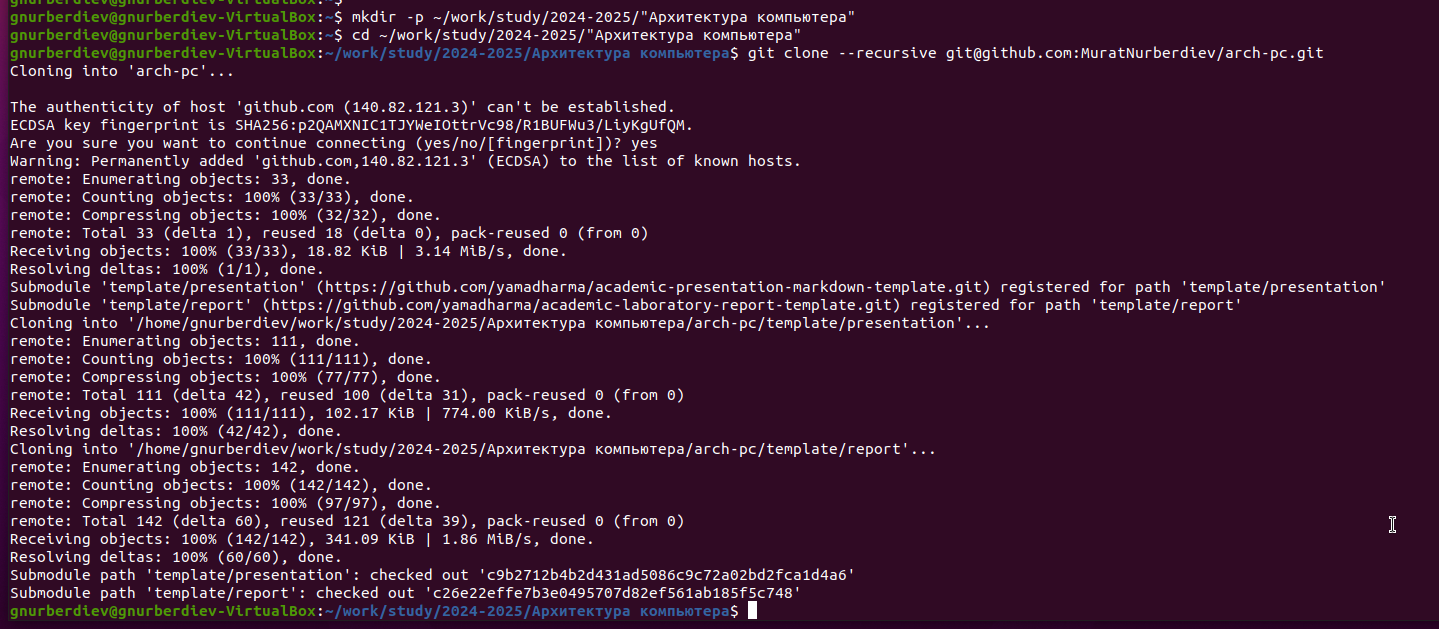 gnurberdiev@gnurberdiev-VirtualBox:~$
gnurberdiev@gnurberdiev-VirtualBox:~$ mkdir -p ~/work/study/2024-2025/"Архитектура компьютера"
gnurberdiev@gnurberdiev-VirtualBox:~$ cd ~/work/study/2024-2025/"Архитектура компьютера"
gnurberdiev@gnurberdiev-VirtualBox:~/work/study/2024-2025/Архитектура компьютера$ git clone --recursive git@github.com:MuratNurberdiev/arch-pc.git
Cloning into 'arch-pc'...
The authenticity of host 'github.com (140.82.121.3)' can't be established.
ECDSA key fingerprint is SHA256:p2QAMXNIC1TJYWeIOttrVc98/R1BUFWu3/LiyKgUfQM.
Are you sure you want to continue connecting (yes/no/[fingerprint])? yes
Warning: Permanently added 'github.com,140.82.121.3' (ECDSA) to the list of known hosts.
remote: Enumerating objects: 33, done.
remote: Counting objects: 100% (33/33), done.
remote: Compressing objects: 100% (32/32), done.
remote: Total 33 (delta 1), reused 18 (delta 0), pack-reused 0 (from 0)
Receiving objects: 100% (33/33), 18.82 KiB | 3.14 MiB/s, done.
Resolving deltas: 100% (1/1), done.
Submodule 'template/presentation' (https://github.com/yamadharma/academic-presentation-markdown-template.git) registered for path 'template/presentation'
Submodule 'template/report' (https://github.com/yamadharma/academic-laboratory-report-template.git) registered for path 'template/report'
Cloning into '/home/gnurberdiev/work/study/2024-2025/Архитектура компьютера/arch-pc/template/presentation'...
remote: Enumerating objects: 111, done.
remote: Counting objects: 100% (111/111), done.
remote: Compressing objects: 100% (77/77), done.
remote: Total 111 (delta 42), reused 100 (delta 31), pack-reused 0 (from 0)
Receiving objects: 100% (111/111), 102.17 KiB | 774.00 KiB/s, done.
Resolving deltas: 100% (42/42), done.
Cloning into '/home/gnurberdiev/work/study/2024-2025/Архитектура компьютера/arch-pc/template/report'...
remote: Enumerating objects: 142, done.
remote: Counting objects: 100% (142/142), done.
remote: Compressing objects: 100% (97/97), done.
remote: Total 142 (delta 60), reused 121 (delta 39), pack-reused 0 (from 0)
Receiving objects: 100% (142/142), 341.09 KiB | 1.86 MiB/s, done.
Resolving deltas: 100% (60/60), done.
Submodule path 'template/presentation': checked out 'c9b2712b4b2d431ad5086c9c72a02bd2fca1d4a6'
Submodule path 'template/report': checked out 'c26e22effe7b3e0495707d82ef561ab185f5c748'
gnurberdiev@gnurberdiev-VirtualBox:~/work/study/2024-2025/Архитектура компьютера$